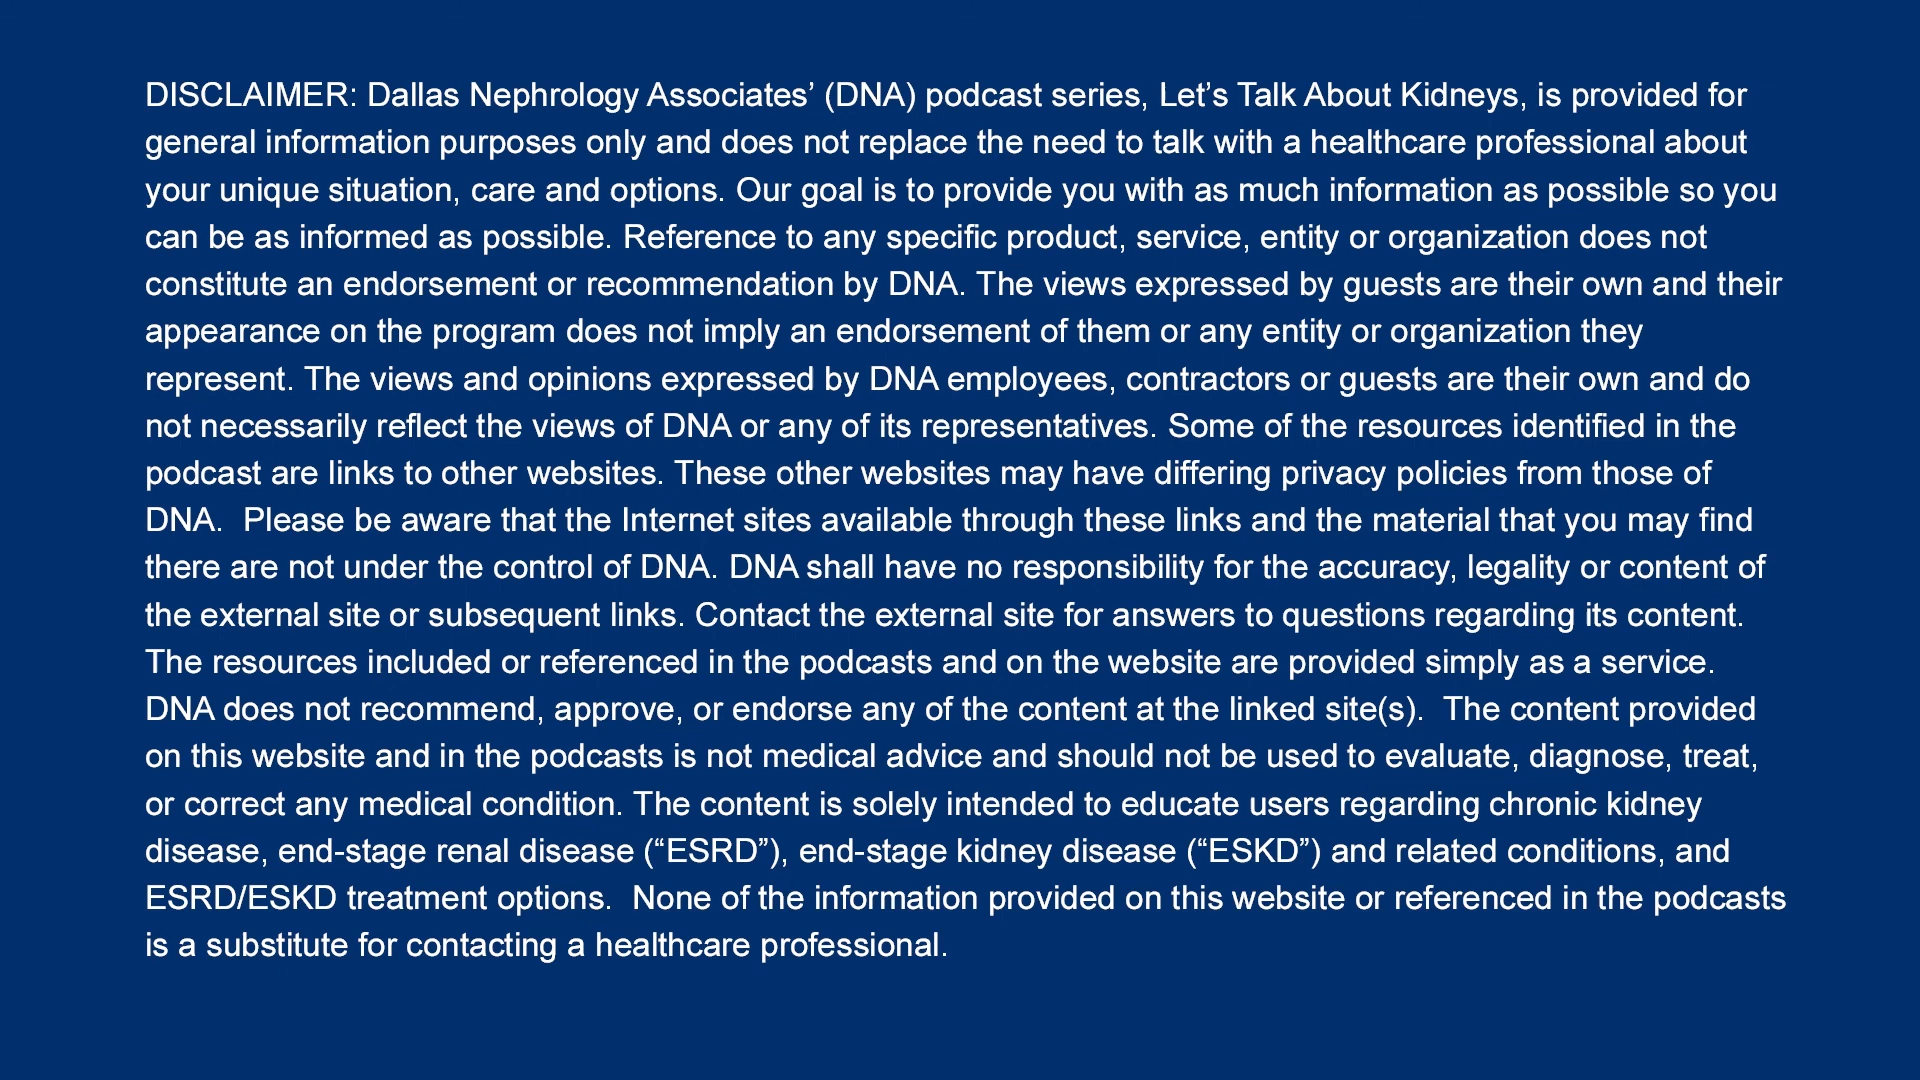 DISCLAIMER: Dallas Nephrology Associates’ (DNA) podcast series, Let’s Talk About Kidneys, is provided for
general information purposes only and does not replace the need to talk with a healthcare professional about
your unique situation, care and options. Our goal is to provide you with as much information as possible so you
can be as informed as possible. Reference to any specific product, service, entity or organization does not
constitute an endorsement or recommendation by DNA. The views expressed by guests are their own and their
appearance on the program does not imply an endorsement of them or any entity or organization they
represent. The views and opinions expressed by DNA employees, contractors or guests are their own and do
not necessarily reflect the views of DNA or any of its representatives. Some of the resources identified in the
podcast are links to other websites. These other websites may have differing privacy policies from those of
DNA.  Please be aware that the Internet sites available through these links and the material that you may find
there are not under the control of DNA. DNA shall have no responsibility for the accuracy, legality or content of
the external site or subsequent links. Contact the external site for answers to questions regarding its content.
The resources included or referenced in the podcasts and on the website are provided simply as a service.
DNA does not recommend, approve, or endorse any of the content at the linked site(s).  The content provided
on this website and in the podcasts is not medical advice and should not be used to evaluate, diagnose, treat,
or correct any medical condition. The content is solely intended to educate users regarding chronic kidney
disease, end-stage renal disease (“ESRD”), end-stage kidney disease (“ESKD”) and related conditions, and
ESRD/ESKD treatment options.  None of the information provided on this website or referenced in the podcasts
is a substitute for contacting a healthcare professional.